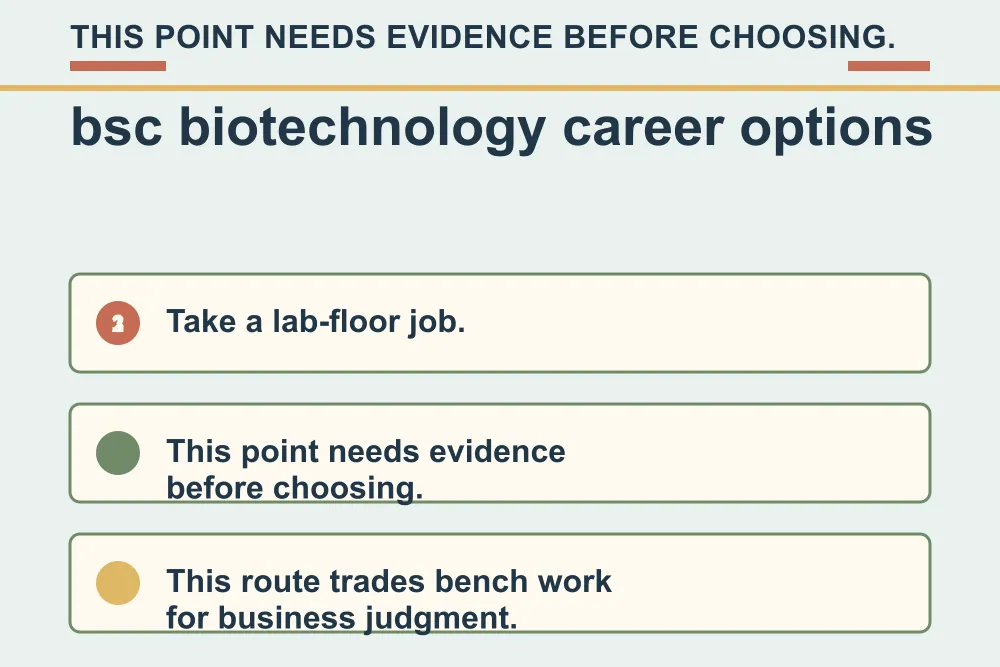 THIS POINT NEEDS EVIDENCE BEFORE CHOOSING.
bsc biotechnology career options
Take a lab-floor job.
This point needs evidence
before choosing.
This route trades bench work
for business judgment.